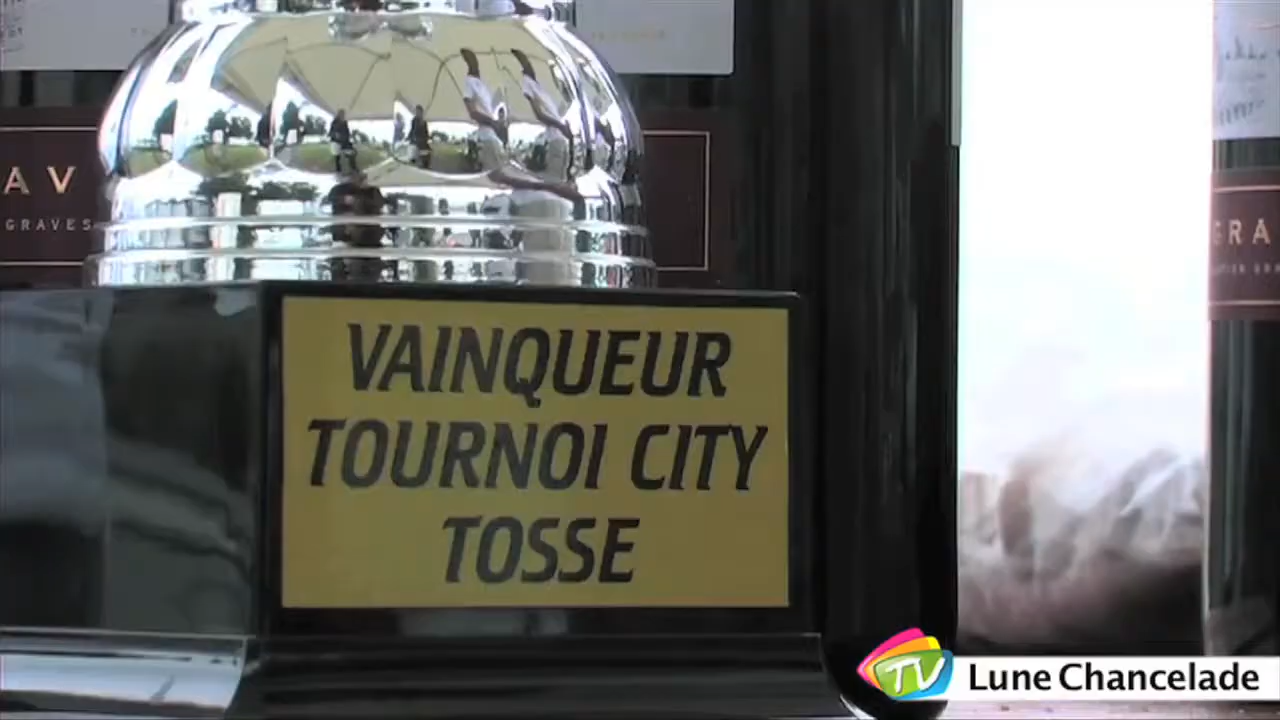 AV
GRAVES
VAINQUEUR
TOURNOI CITY
TOSSE
GRA
TV Lune Chancelade